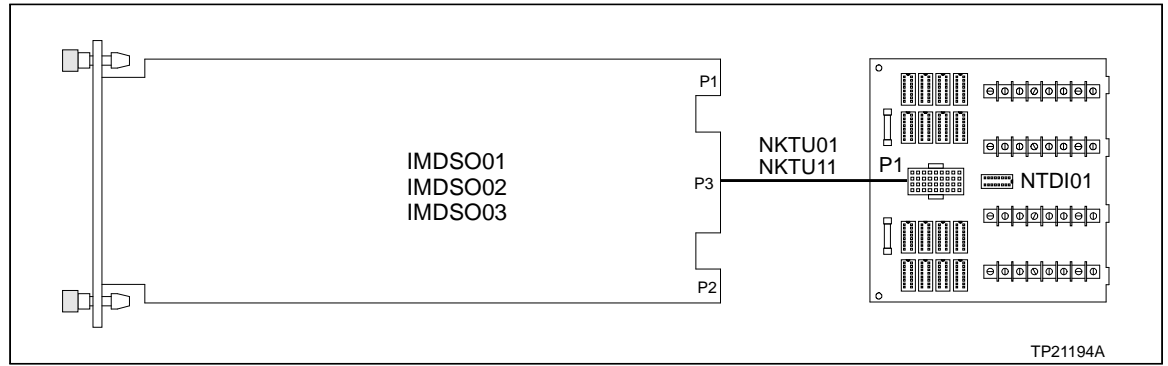 P1
IMDSO01
IMDSO02
IMDSO03
P3
P2
NKTU01
NKTU11
P1
NTDI01
TP21194A